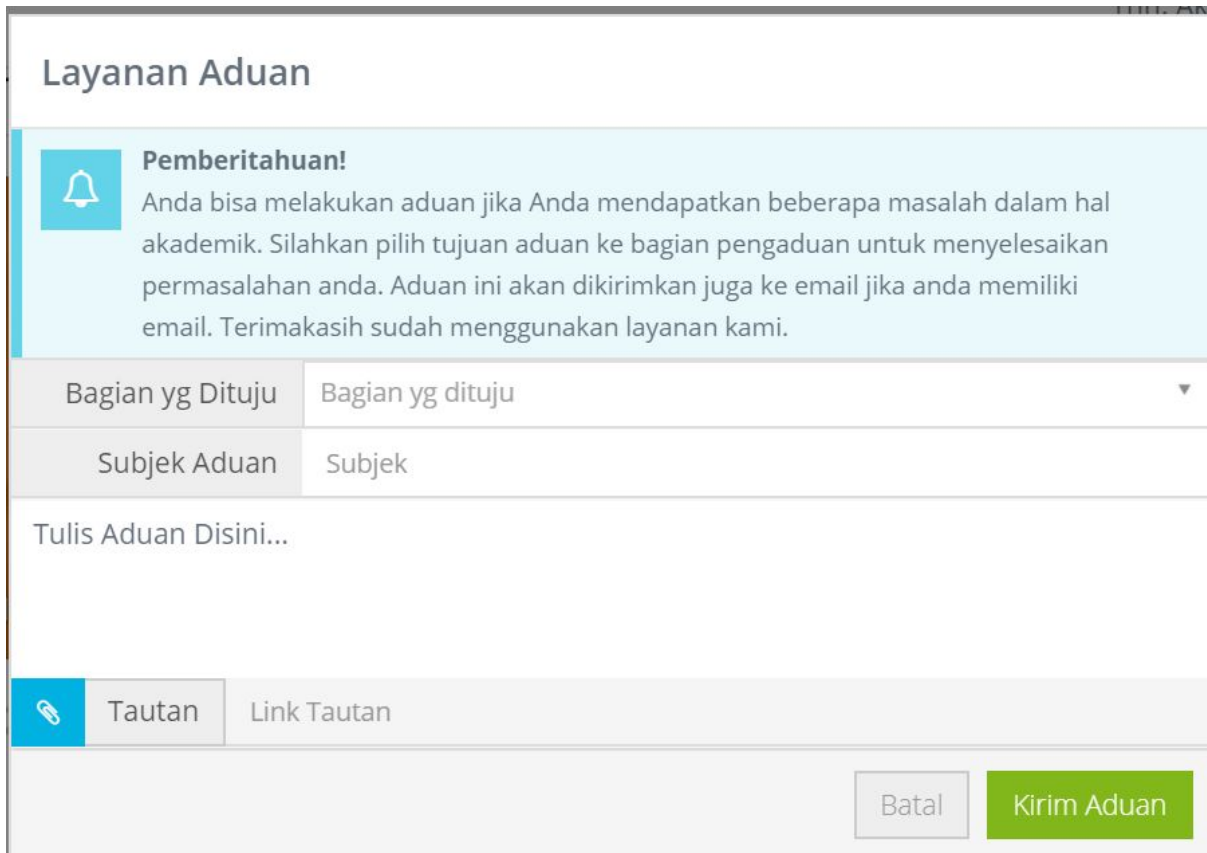 Layanan Aduan
Pemberitahuan!
Anda bisa melakukan aduan jika Anda mendapatkan beberapa masalah dalam hal
akademik. Silahkan pilih tujuan aduan ke bagian pengaduan untuk menyelesaikan
permasalahan anda. Aduan ini akan dikirimkan juga ke email jika anda memiliki
email. Terimakasih sudah menggunakan layanan kami.
Bagian yg Dituju Bagian yg dituju
Subjek Aduan Subjek
Tulis Aduan Disini...
Tautan Link Tautan
Batal Kirim Aduan